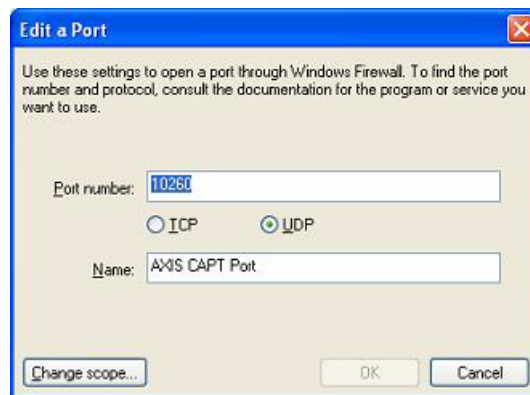 Edit a Port
Use these settings to open a port through Windows Firewall. To find the port
number and protocol, consult the documentation for the program or service you
want to use.
Port number: 10260
TCP UDP
Name: AXIS CAPT Port
Change scope... OK Cancel